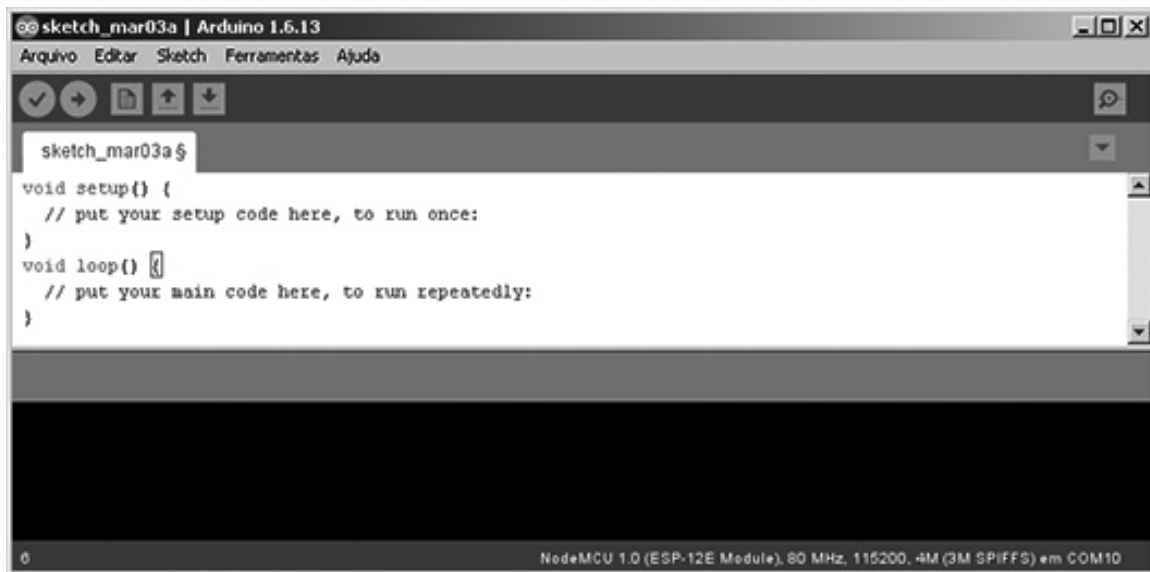 sketch_mar03a | Arduino 1.6.13
Arquivo Editar Sketch Ferramentas Ajuda
sketch_mar03a §
void setup() {
// put your setup code here, to run once:
}
void loop() {
// put your main code here, to run repeatedly:
}
6
NodeMCU 1.0 (ESP-12E Module), 80 MHz, 115200, 4M (3M SPIFFS) em COM10